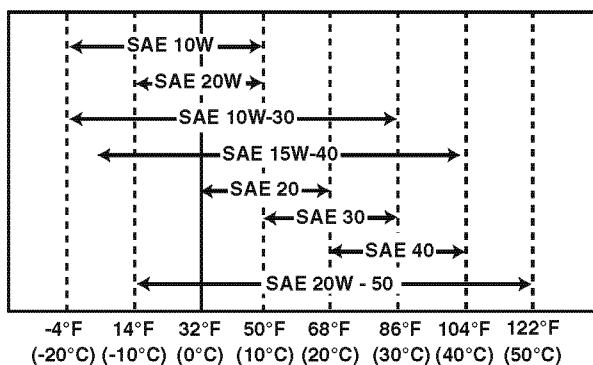 SAE 10W
SAE 20W
SAE 10W-30
SAE 15W-40
SAE 20
SAE 30
SAE 40
SAE 20W - 50
-4°F 14°F 32°F 50°F 68°F 86°F 104°F 122°F
(-20°C) (-10°C) (0°C) (10°C) (20°C) (30°C) (40°C) (50°C)